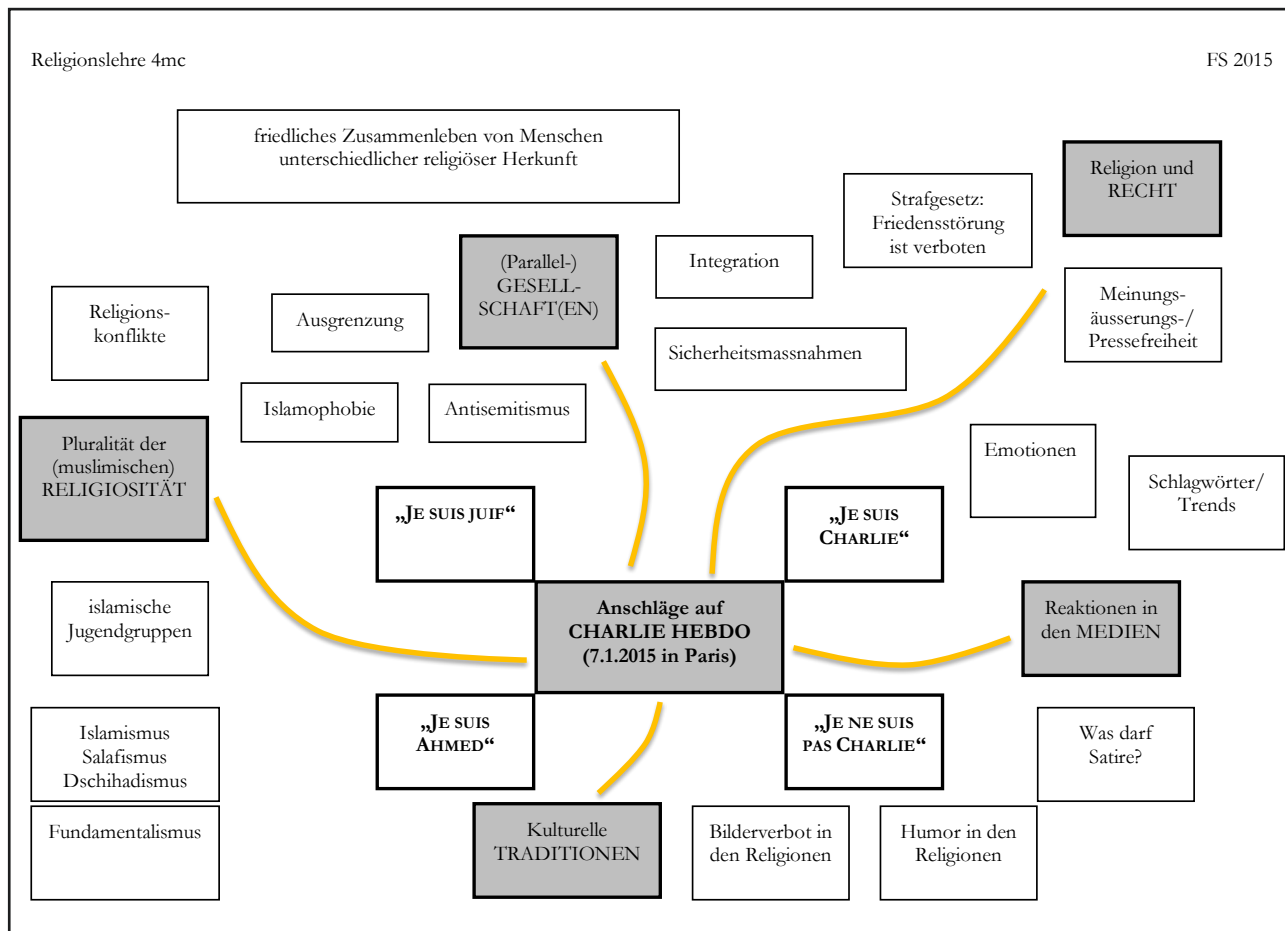 Religionslehre 4mc
FS 2015
friedliches Zusammenleben von Menschen
unterschiedlicher religiöser Herkunft
Religion und
RECHT
Strafgesetz:
Friedensstörung
ist verboten
(Parallel-)
GESELL-
SCHAFT(EN)
Integration
Meinungs-
äusserungs-/
Pressefreiheit
Religions-
konflikte
Ausgrenzung
Sicherheitsmassnahmen
Islamophobie
Antisemitismus
Pluralität der
(muslimischen)
RELIGIOSITÄT
Emotionen
Schlagwörter/
Trends
„JE SUIS JUIF“
„JE SUIS
CHARLIE“
islamische
Jugendgruppen
Anschläge auf
CHARLIE HEBDO
(7.1.2015 in Paris)
Reaktionen in
den MEDIEN
„JE SUIS
AHMED“
„JE NE SUIS
PAS CHARLIE“
Islamismus
Salafismus
Dschihadismus
Was darf
Satire?
Fundamentalismus
Kulturelle
TRADITIONEN
Bilderverbot in
den Religionen
Humor in den
Religionen